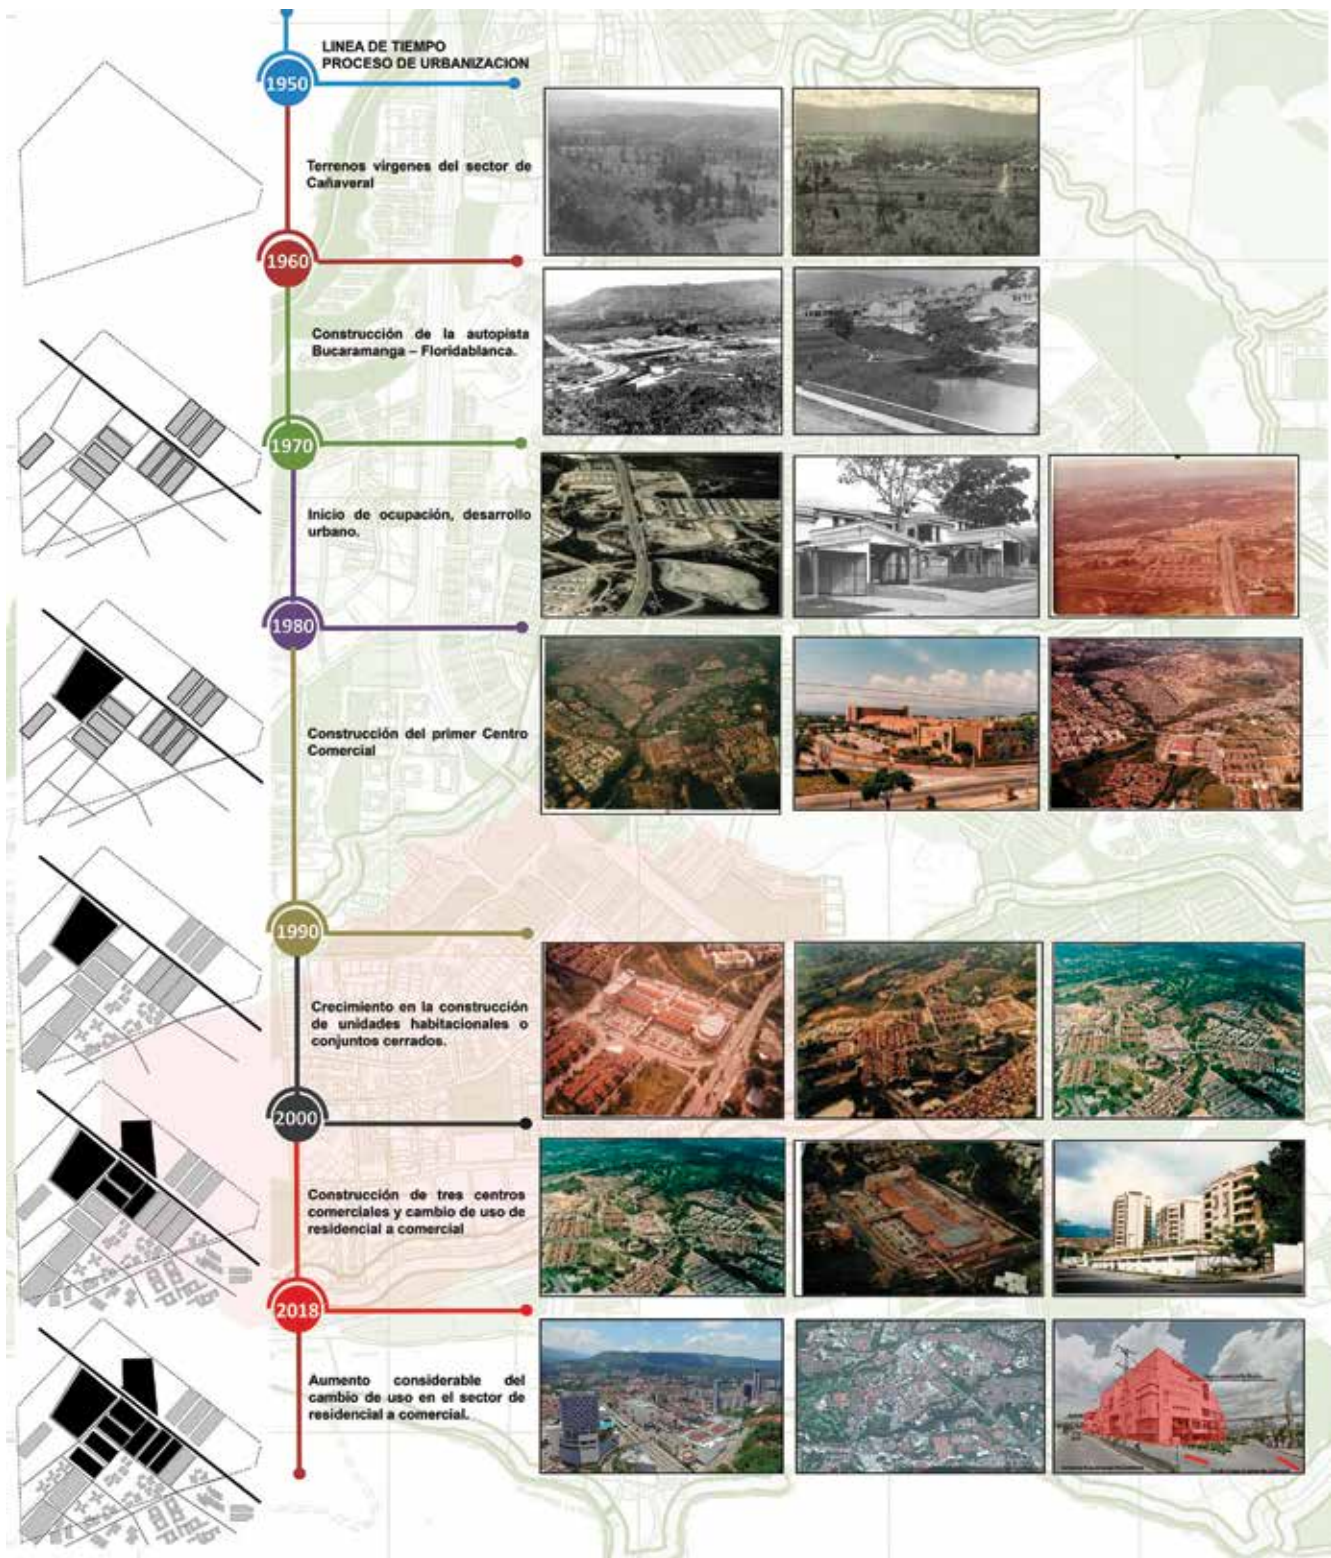 LINEA DE TIEMPO
PROCESO DE URBANIZACION
1950
Terrenos vírgenes del sector de
Cañaveral
1960
Construcción de la autopista
Bucaramanga – Floridablanca.
1970
Inicio de ocupación, desarrollo
urbano.
1980
Construcción del primer Centro
Comercial
1990
Crecimiento en la construcción
de unidades habitacionales o
conjuntos cerrados.
2000
Construcción de tres centros
comerciales y cambio de uso de
residencial a comercial
2018
Aumento considerable del
cambio de uso en el sector de
residencial a comercial.